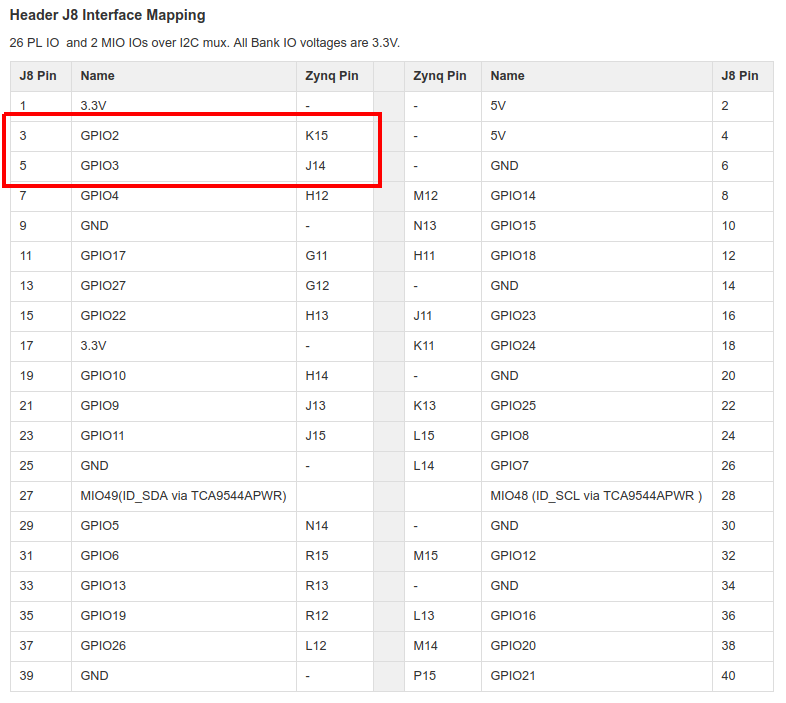 Header J8 Interface Mapping
26 PL IO and 2 MIO IOs over I2C mux. All Bank IO voltages are 3.3V.
J8 Pin Name Zynq Pin Zynq Pin Name J8 Pin
1 3.3V - - 5V 2
3 GPIO2 K15 - 5V 4
5 GPIO3 J14 - GND 6
7 GPIO4 H12 M12 GPIO14 8
9 GND - N13 GPIO15 10
11 GPIO17 G11 H11 GPIO18 12
13 GPIO27 G12 - GND 14
15 GPIO22 H13 J11 GPIO23 16
17 3.3V - K11 GPIO24 18
19 GPIO10 H14 - GND 20
21 GPIO9 J13 K13 GPIO25 22
23 GPIO11 J15 L15 GPIO8 24
25 GND - L14 GPIO7 26
27 MIO49(ID_SDA via TCA9544APWR) MIO48 (ID_SCL via TCA9544APWR ) 28
29 GPIO5 N14 - GND 30
31 GPIO6 R15 M15 GPIO12 32
33 GPIO13 R13 - GND 34
35 GPIO19 R12 L13 GPIO16 36
37 GPIO26 L12 M14 GPIO20 38
39 GND - P15 GPIO21 40